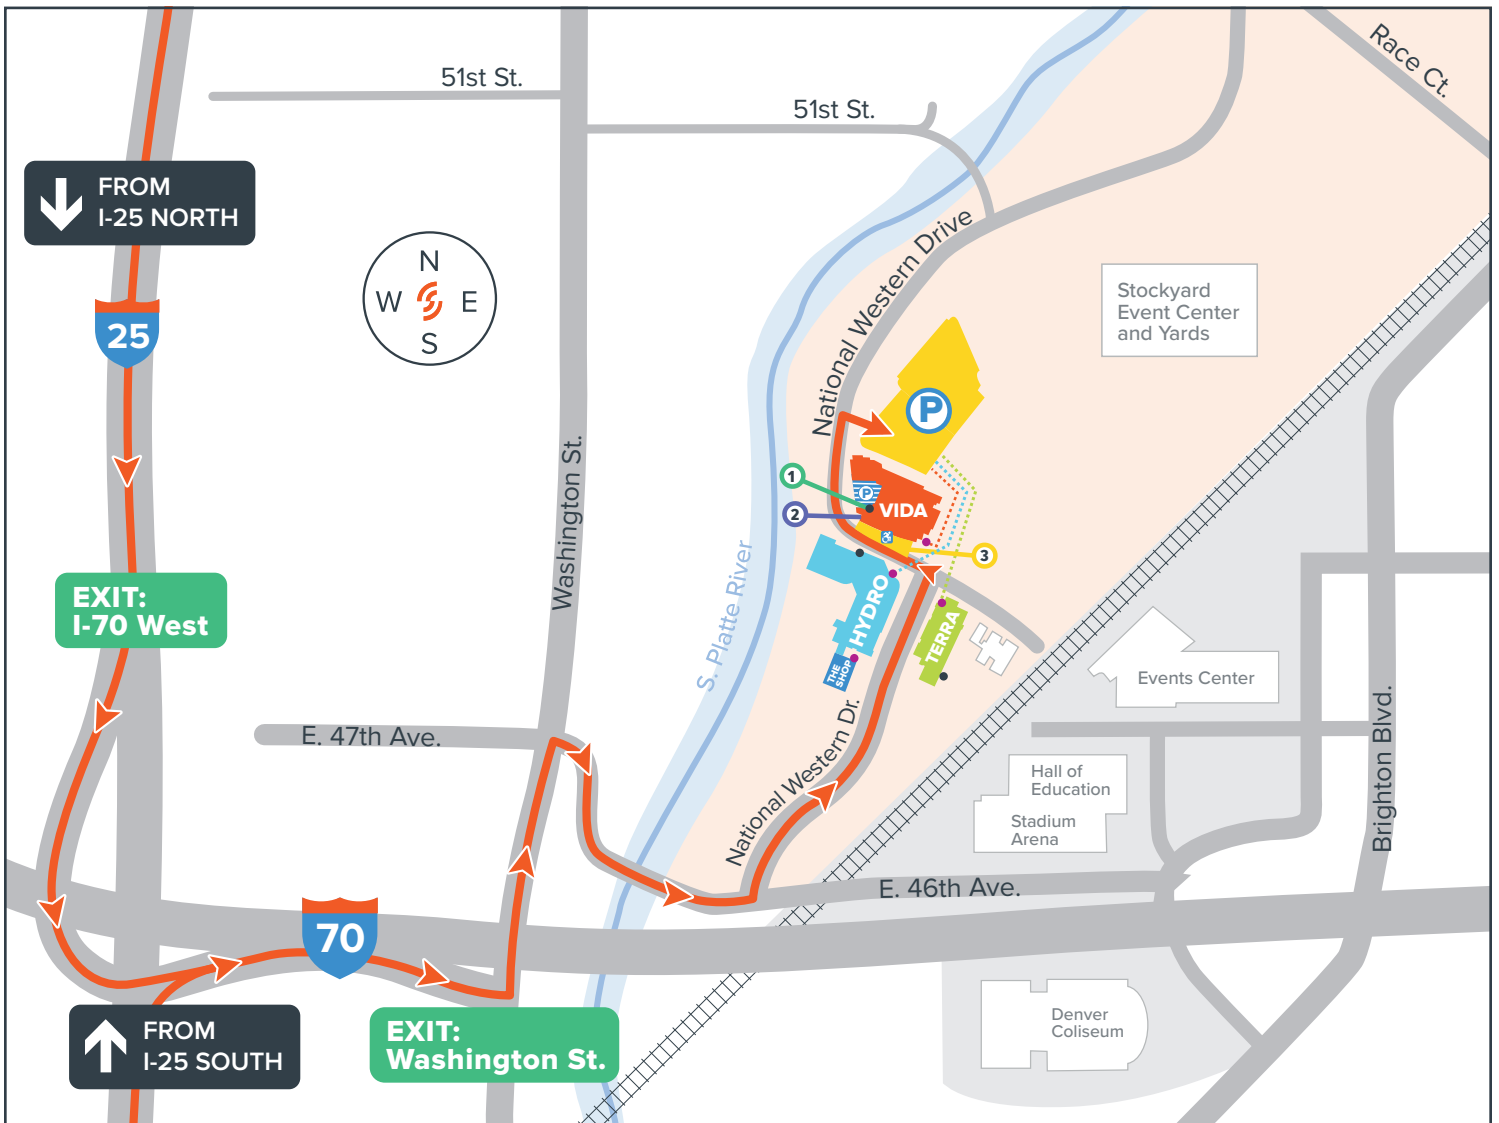 51st St.
51st St.
Race Ct.
FROM
I-25 NORTH
N
W E
S
25
National Western Drive
Stockyard
Event Center
and Yards
P
1
P
VIDA
2
3
Washington St.
S. Platte River
HYDRO
TERRA
THE
SHOP
EXIT:
I-70 West
Events Center
E. 47th Ave.
National Western Dr.
Hall of
Education
Stadium
Arena
Brighton Blvd.
E. 46th Ave.
70
FROM
I-25 SOUTH
EXIT:
Washington St.
Denver
Coliseum